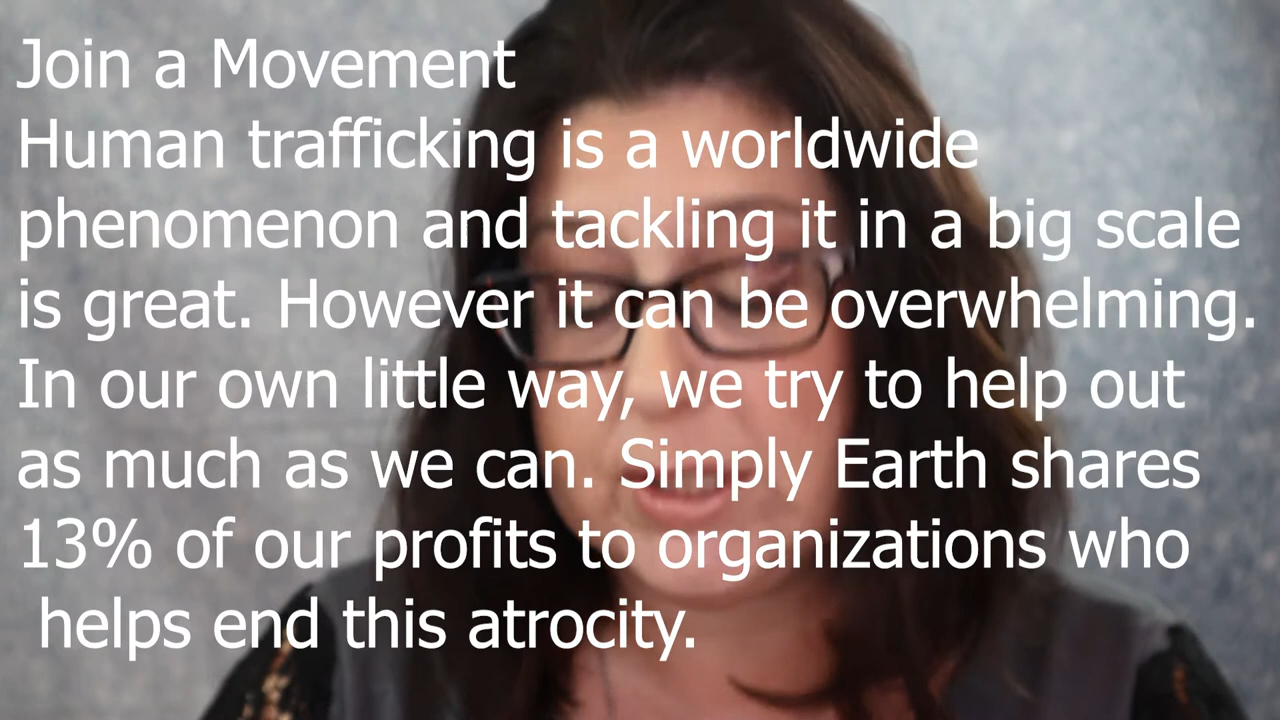 Join a Movement
Human trafficking is a worldwide
phenomenon and tackling it in a big scale
is great. However it can be overwhelming.
In our own little way, we try to help out
as much as we can. Simply Earth shares
13% of our profits to organizations who
helps end this atrocity.